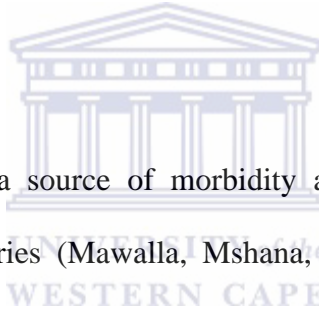 a source of morbidity a
ries (Mawalla, Mshana,
UNIVERSITY of the
WESTERN CAPE